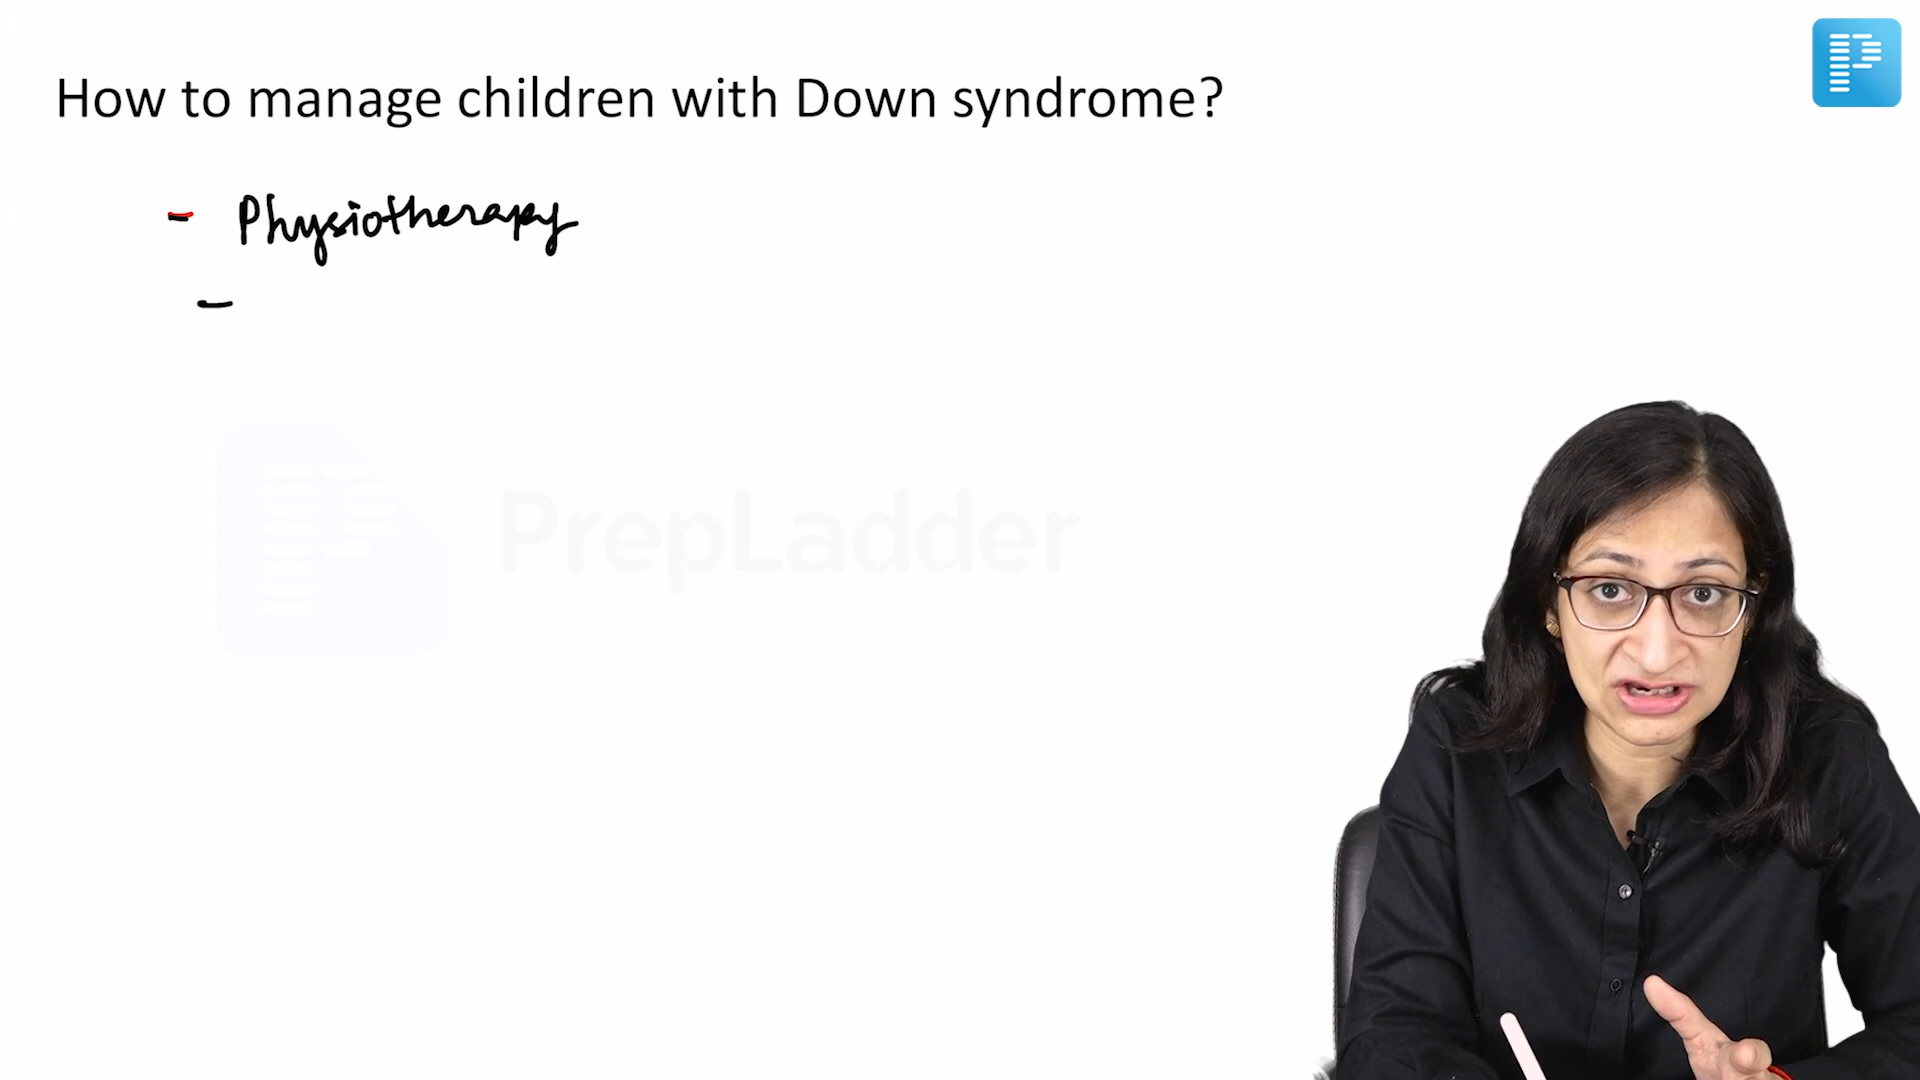 How to manage children with Down syndrome?
- Physiotherapy
-
PrepLadder